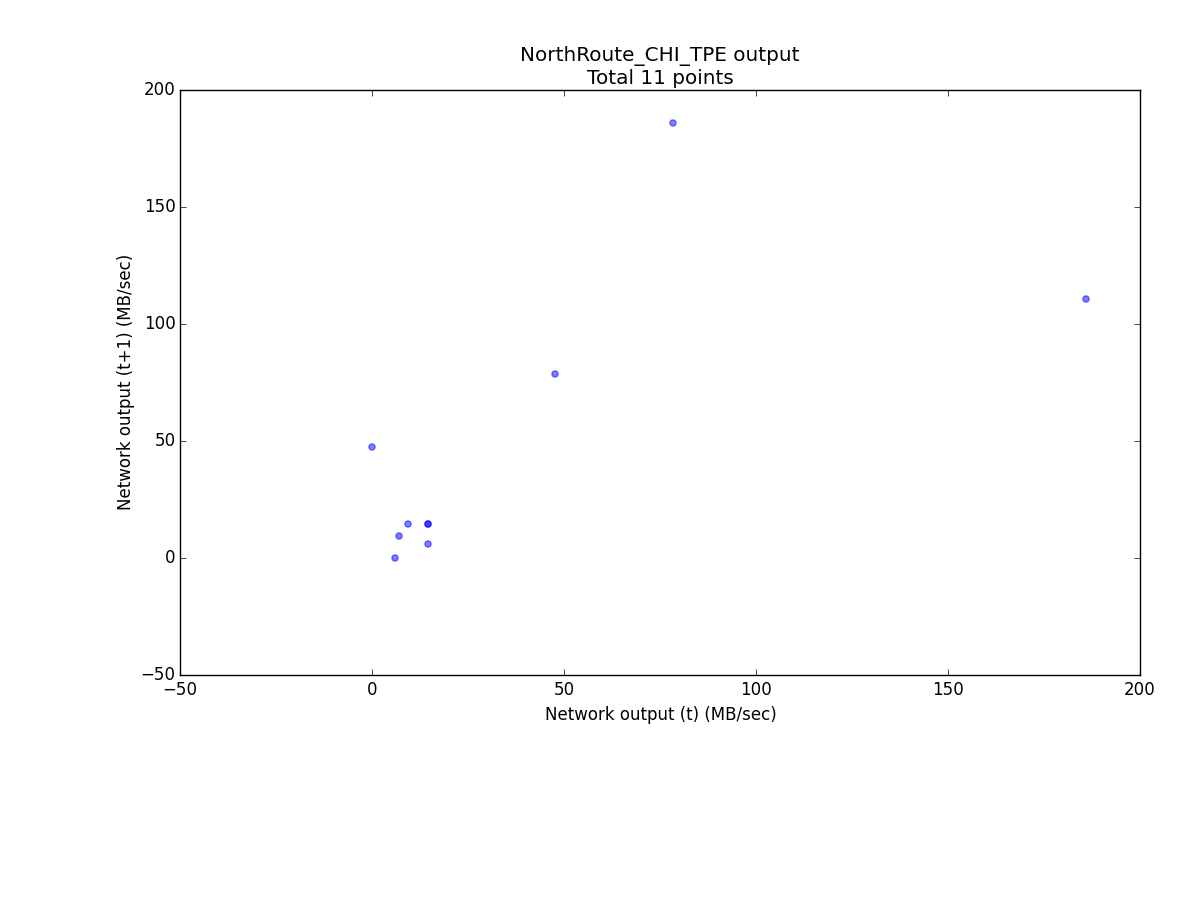 NorthRoute_CHI_TPE output
Total 11 points
200
150
100
50
0
−50
Network output (t+1) (MB/sec)
−50 0 50 100 150 200
Network output (t) (MB/sec)